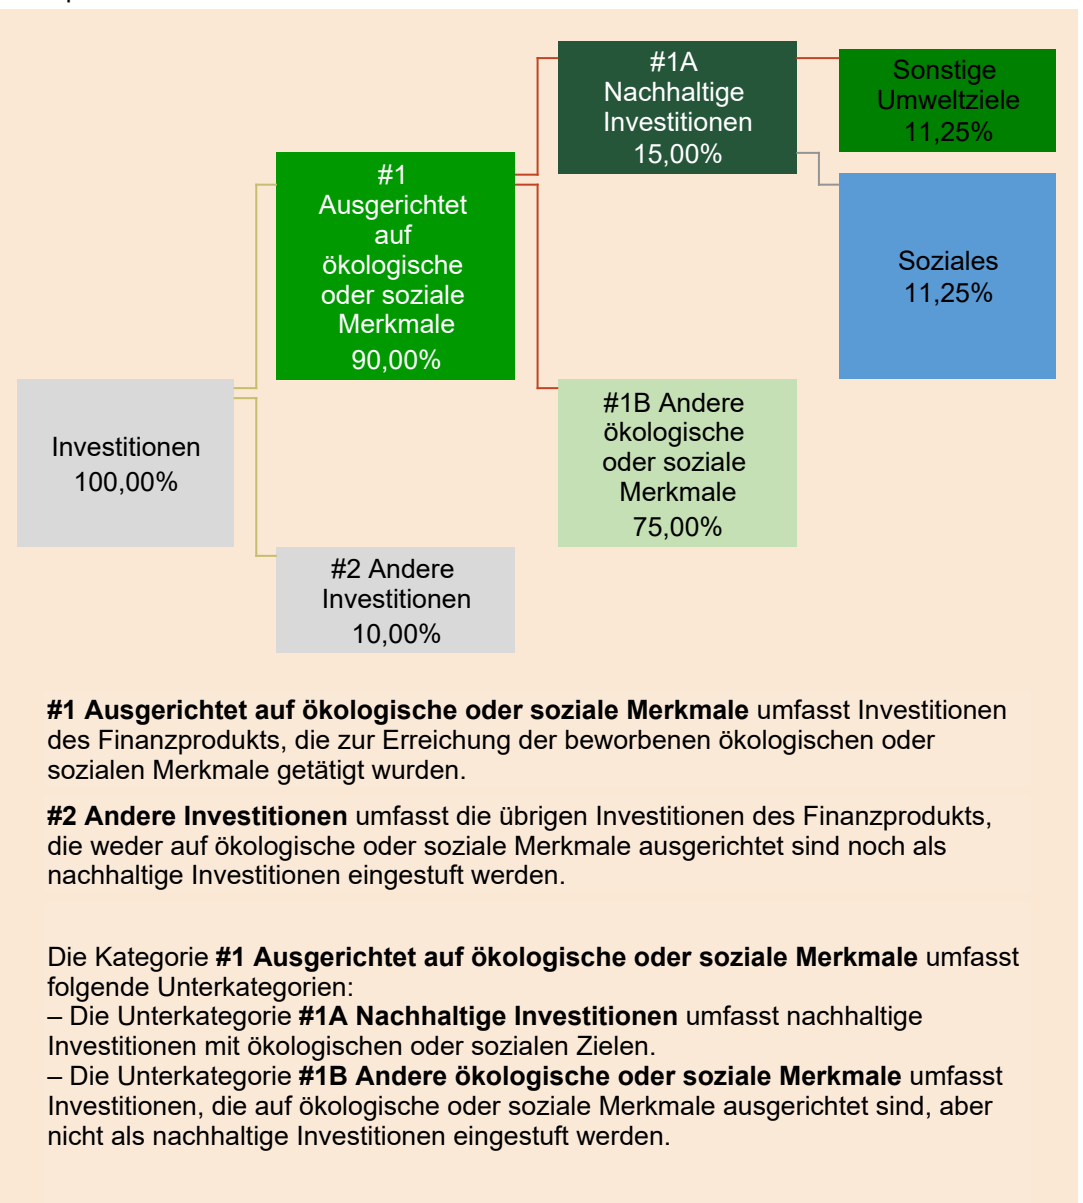 #1A
Nachhaltige
Investitionen
15,00%
Sonstige
Umweltziele
11,25%
#1
Ausgerichtet
auf
ökologische
oder soziale
Merkmale
90,00%
Soziales
11,25%
Investitionen
100,00%
#1B Andere
ökologische
oder soziale
Merkmale
75,00%
#2 Andere
Investitionen
10,00%
#1 Ausgerichtet auf ökologische oder soziale Merkmale umfasst Investitionen
des Finanzprodukts, die zur Erreichung der beworbenen ökologischen oder
sozialen Merkmale getätigt wurden.
#2 Andere Investitionen umfasst die übrigen Investitionen des Finanzprodukts,
die weder auf ökologische oder soziale Merkmale ausgerichtet sind noch als
nachhaltige Investitionen eingestuft werden.
Die Kategorie #1 Ausgerichtet auf ökologische oder soziale Merkmale umfasst
folgende Unterkategorien:
– Die Unterkategorie #1A Nachhaltige Investitionen umfasst nachhaltige
Investitionen mit ökologischen oder sozialen Zielen.
– Die Unterkategorie #1B Andere ökologische oder soziale Merkmale umfasst
Investitionen, die auf ökologische oder soziale Merkmale ausgerichtet sind, aber
nicht als nachhaltige Investitionen eingestuft werden.